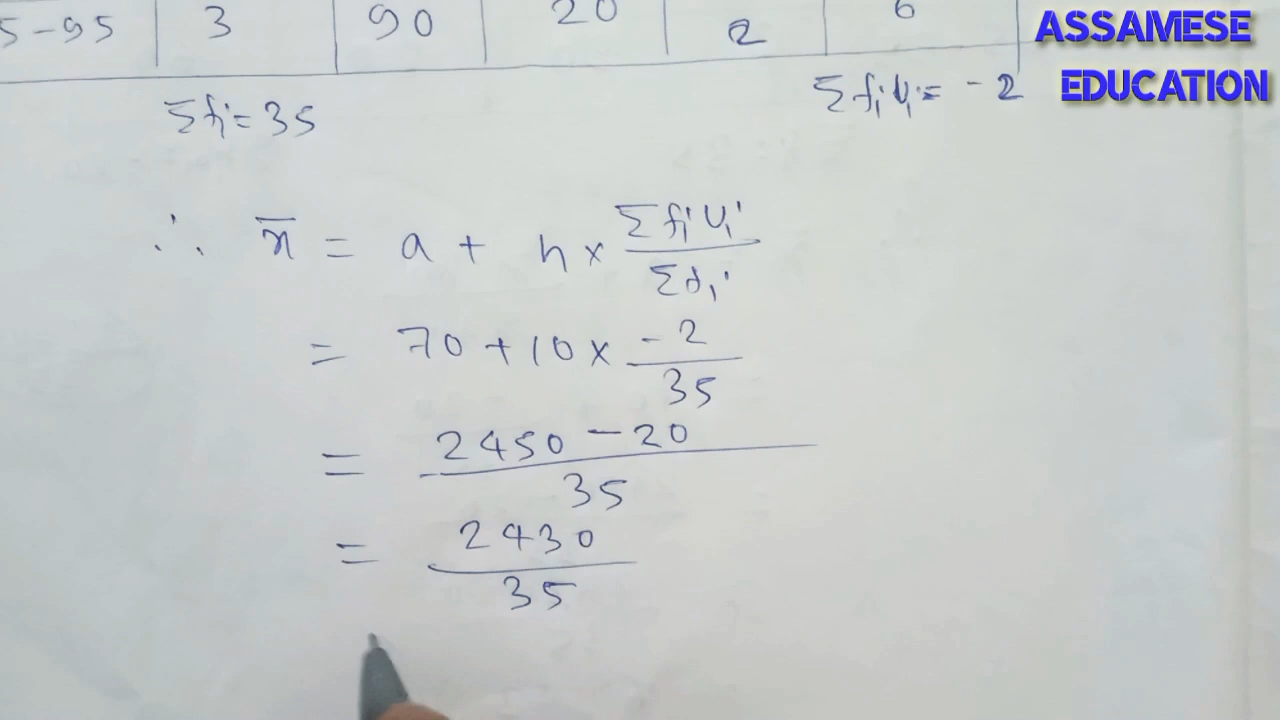 5-95 3 90 20 2 6
ASSAMESE
EDUCATION
Σfi = 35 Σfiui = -2
∴ x̄ = a + h × Σfiui / Σdi
= 70 + 10 × -2 / 35
= 2450 - 20 / 35
= 2430 / 35